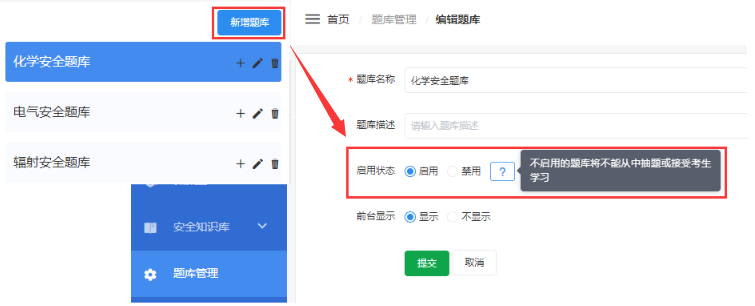 新增题库
化学安全题库
电气安全题库
辐射安全题库
安全知识库
题库管理
首页 / 题库管理 / 编辑题库
* 题库名称 化学安全题库
题库描述 请输入题库描述
启用状态 启用 禁用 ?
不启用的题库将不能从中抽题或接受考生
学习
前台显示 显示 不显示
提交 取消